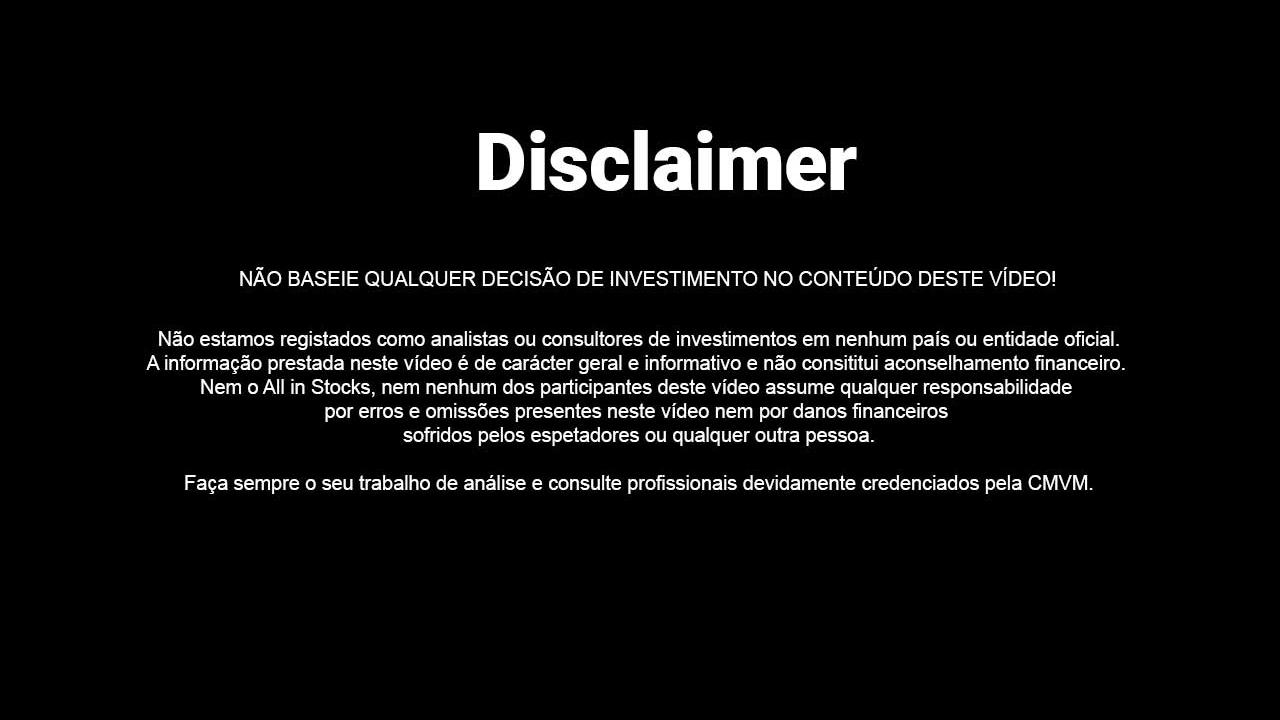 Disclaimer
NÃO BASEIE QUALQUER DECISÃO DE INVESTIMENTO NO CONTEÚDO DESTE VÍDEO!
Não estamos registados como analistas ou consultores de investimentos em nenhum país ou entidade oficial.
A informação prestada neste vídeo é de carácter geral e informativo e não consititui aconselhamento financeiro.
Nem o All in Stocks, nem nenhum dos participantes deste vídeo assume qualquer responsabilidade
por erros e omissões presentes neste vídeo nem por danos financeiros
sofridos pelos espetadores ou qualquer outra pessoa.
Faça sempre o seu trabalho de análise e consulte profissionais devidamente credenciados pela CMVM.